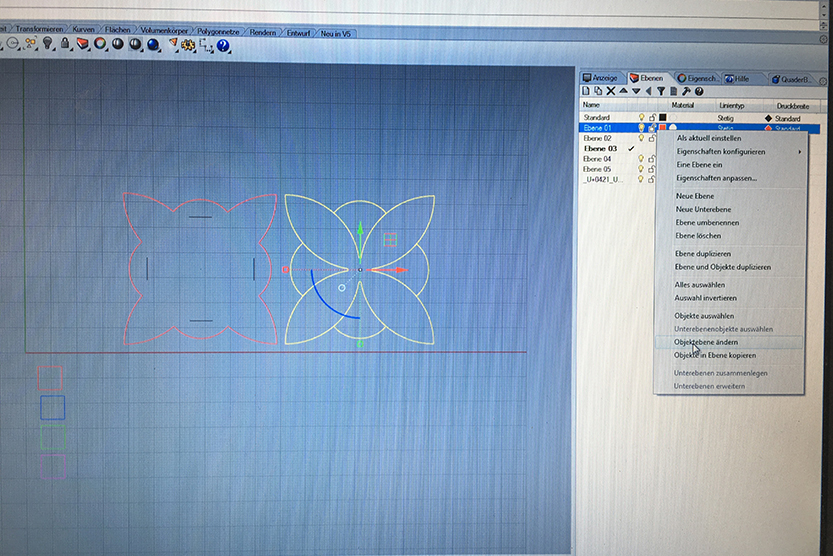 Transformieren Kurven Flächen Volumenkörper Polygonnetze Rendern Entwurf Neu in V5
Anzeige Ebenen Eigensch... Hilfe QuaderB...
Name Material Linientyp Druckbreite
Standard Stetig Standard
Ebene 01 Stetig Standard
Ebene 02
Ebene 03
Ebene 04
Ebene 05
_U+0421_U...
Als aktuell einstellen
Eigenschaften konfigurieren
Eine Ebene ein
Eigenschaften anpassen...
Neue Ebene
Neue Unterebene
Ebene umbenennen
Ebene löschen
Ebene duplizieren
Ebene und Objekte duplizieren
Alles auswählen
Auswahl invertieren
Objekte auswählen
Unterebenenobjekte auswählen
Objektebene ändern
Objekte in Ebene kopieren
Unterebenen zusammenlegen
Unterebenen erweitern